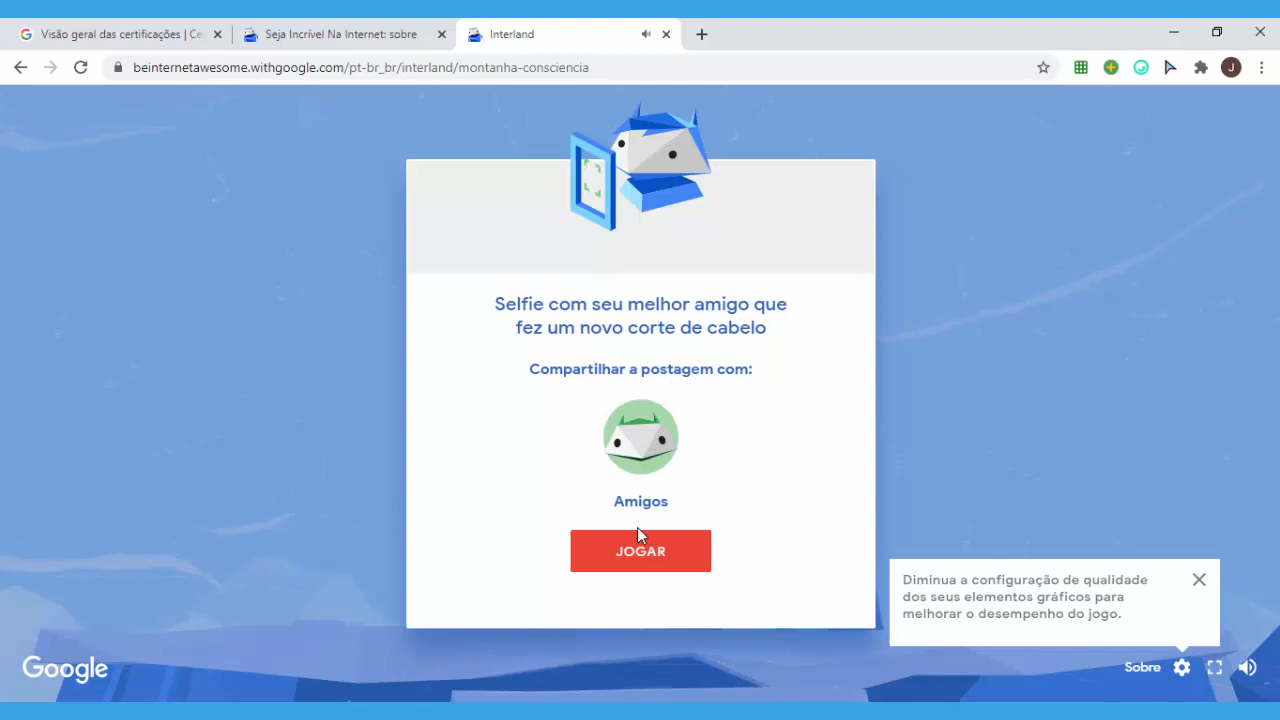 Visão geral das certificações | Ce
Seja Incrível Na Internet: sobre
Interland
beinternetawesome.withgoogle.com/pt-br_br/interland/montanha-consciencia
J
Selfie com seu melhor amigo que
fez um novo corte de cabelo
Compartilhar a postagem com:
Amigos
JOGAR
Diminua a configuração de qualidade
dos seus elementos gráficos para
melhorar o desempenho do jogo.
Google
Sobre